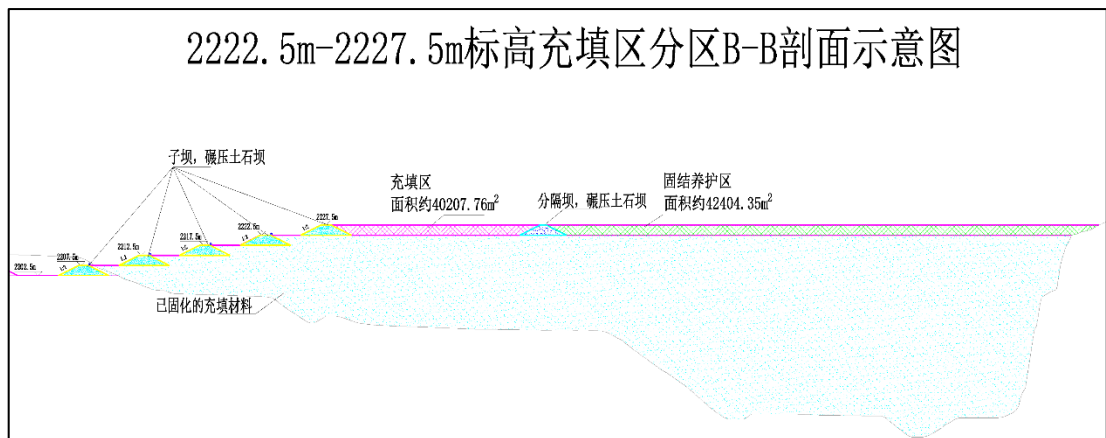 2222.5m-2227.5m标高充填区分区B-B剖面示意图
子坝，碾压土石坝
充填区
面积约40207.76m²
分隔坝，碾压土石坝
固结养护区
面积约42404.35m²
2227.5m
2222.5m
2217.5m
2212.5m
2207.5m
2202.5m
已固化的充填材料